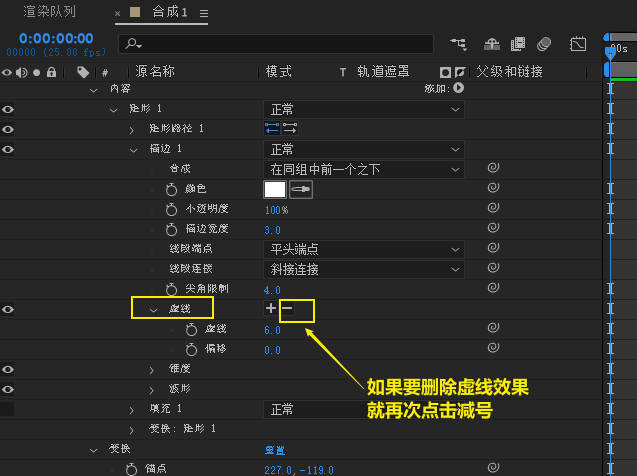 渲染队列 × 合成1
0:00:00:00
00000 (25.00 fps)
00s
# 源名称 模式 T 轨道遮罩 父级和链接
内容 添加:
矩形 1 正常
矩形路径 1
描边 1 正常
合成 在同组中前一个之下
颜色
不透明度 100%
描边宽度 3.0
线段端点 平头端点
线段连接 斜接连接
尖角限制 4.0
虚线 + −
虚线 6.0
偏移 0.0
锥度
波形
填充 1 正常
变换: 矩形 1
变换 重置
锚点 227.0,-119.0
如果要删除虚线效果
就再次点击减号